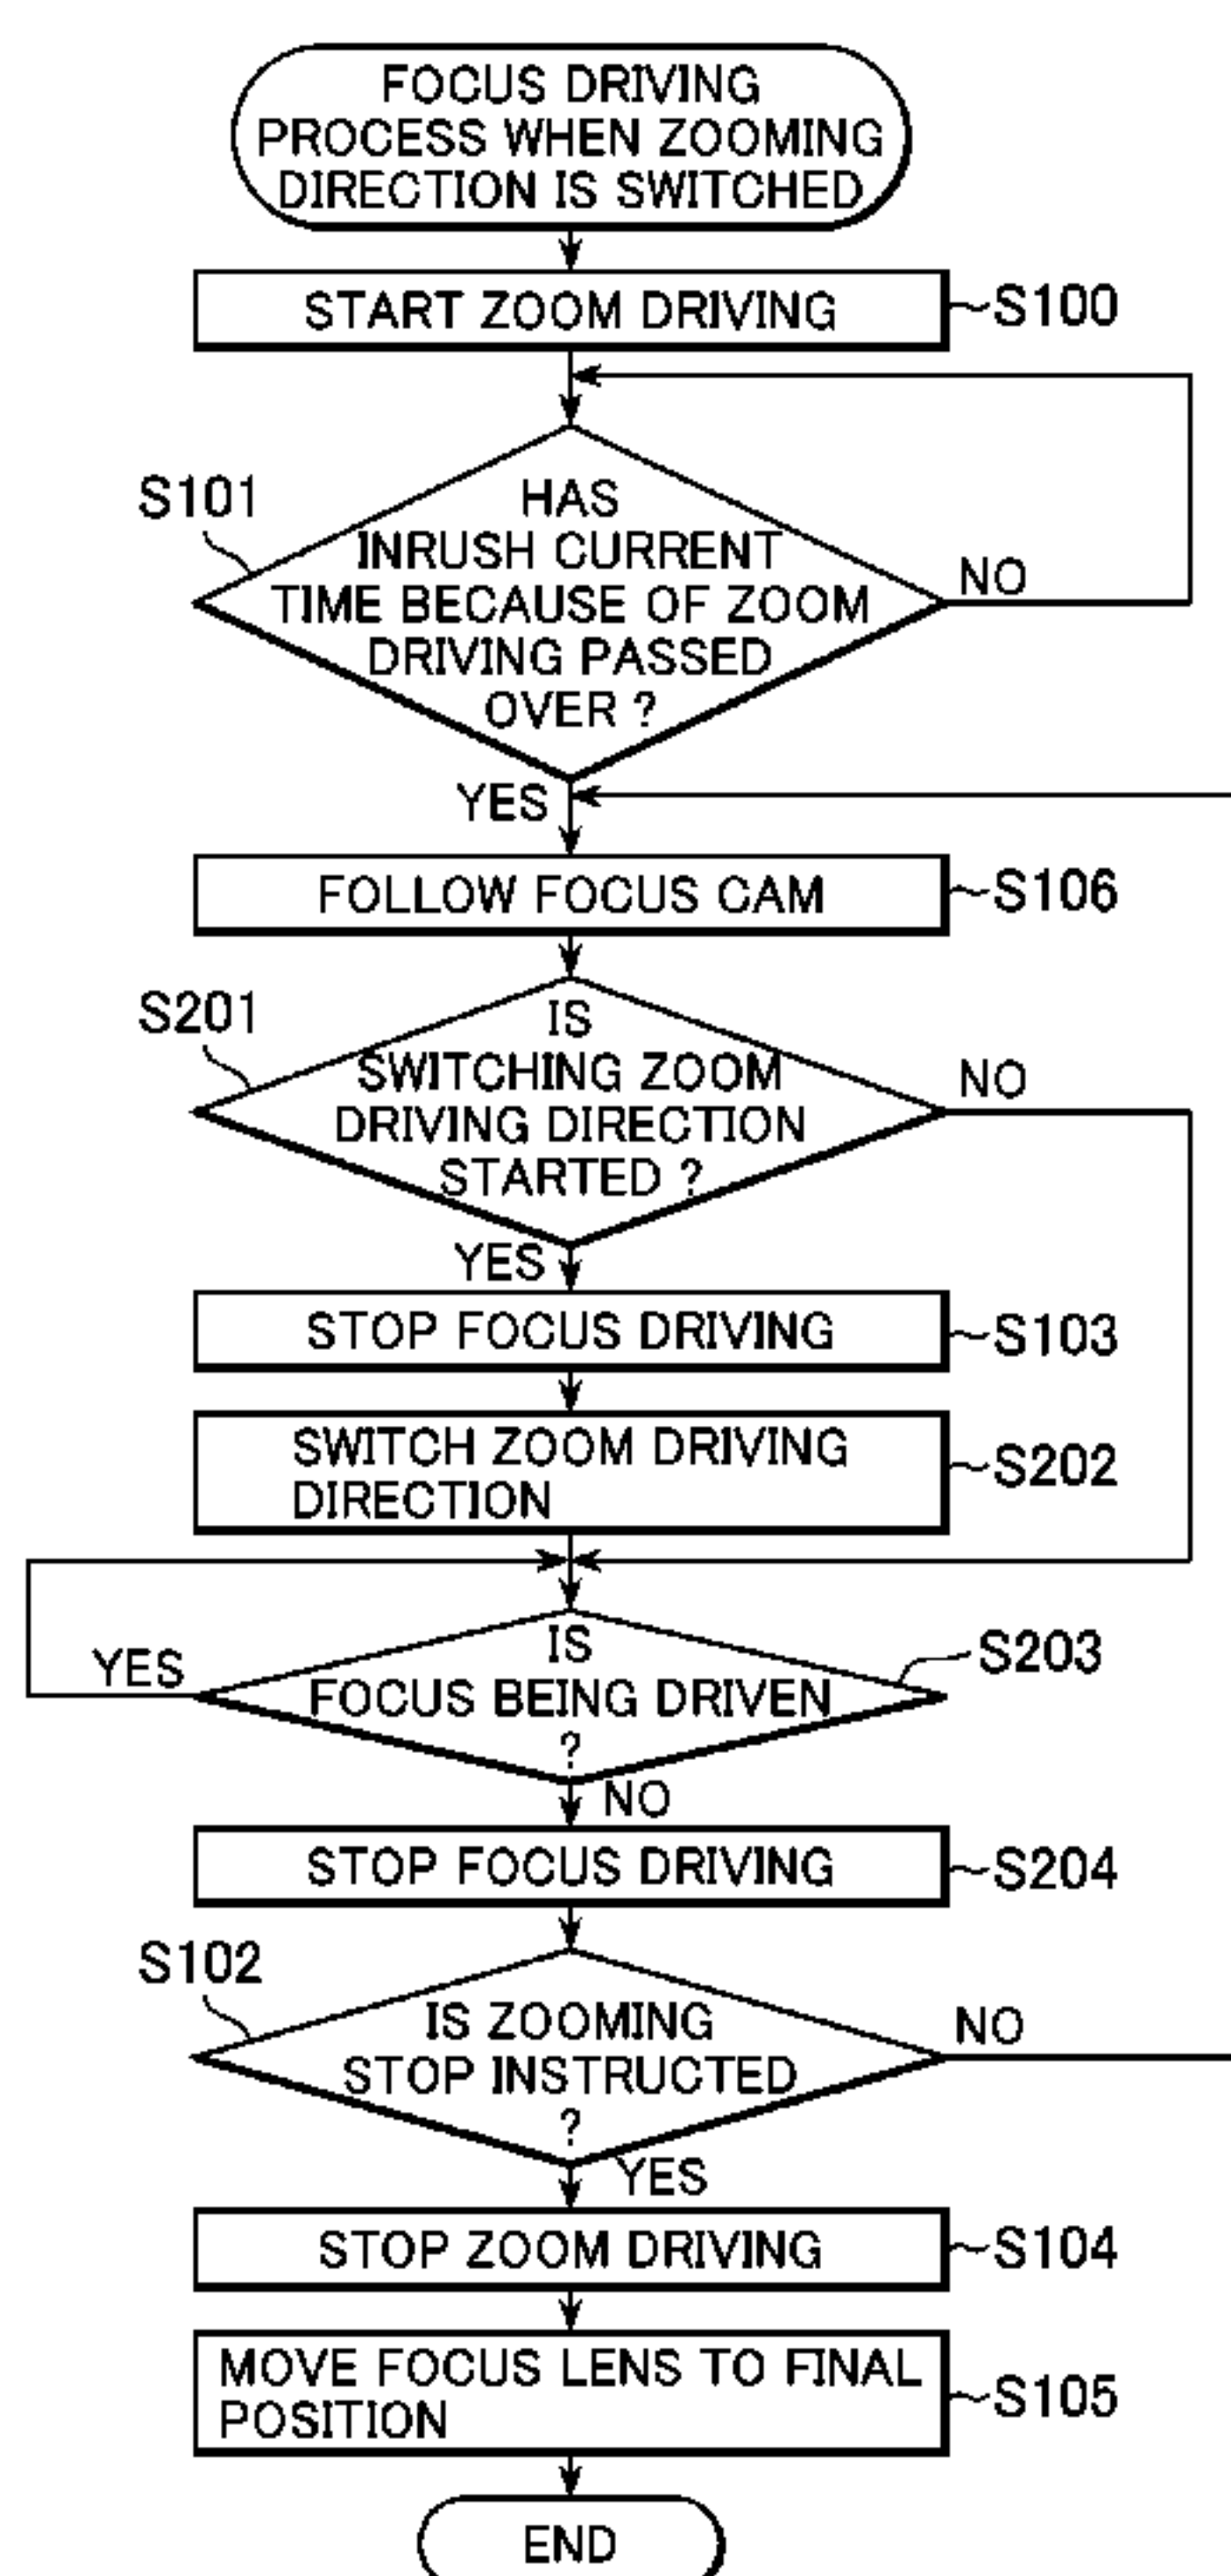 FOCUS DRIVING
PROCESS WHEN ZOOMING
DIRECTION IS SWITCHED
START ZOOM DRIVING
S100
S101
HAS
INRUSH CURRENT
TIME BECAUSE OF ZOOM
DRIVING PASSED
OVER ?
NO
YES
FOLLOW FOCUS CAM
S106
S201
IS
SWITCHING ZOOM
DRIVING DIRECTION
STARTED ?
NO
YES
STOP FOCUS DRIVING
S103
SWITCH ZOOM DRIVING
DIRECTION
S202
YES
IS
FOCUS BEING DRIVEN
?
S203
NO
STOP FOCUS DRIVING
S204
S102
IS ZOOMING
STOP INSTRUCTED
?
NO
YES
STOP ZOOM DRIVING
S104
MOVE FOCUS LENS TO FINAL
POSITION
S105
END